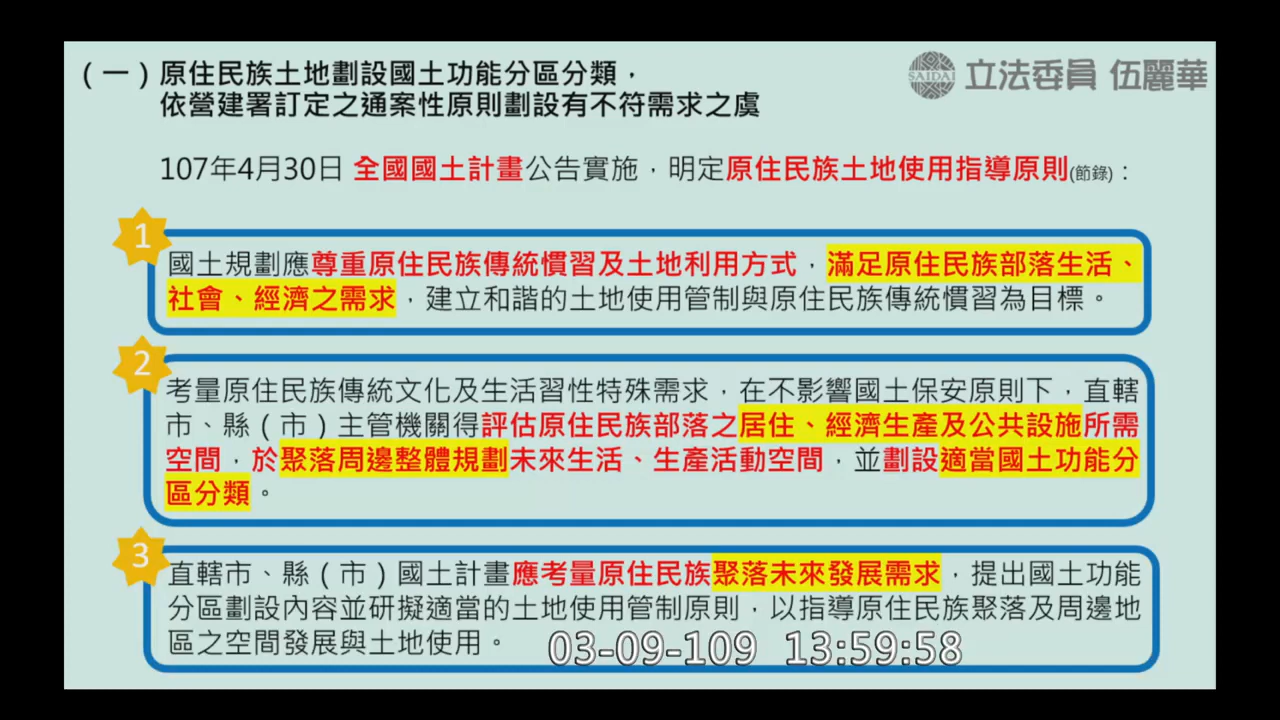 (一)原住民族土地劃設國土功能分區分類，
依營建署訂定之通案性原則劃設有不符需求之虞
SAIDAI
立法委員 伍麗華
107年4月30日 全國國土計畫公告實施，明定原住民族土地使用指導原則(節�)：
1
國土規劃應尊重原住民族傳統慣習及土地利用方式，滿足原住民族部落生活、
社會、經濟之需求，建立和諧的土地使用管制與原住民族傳統慣習為目標。
2
考量原住民族傳統文化及生活習性特殊需求，在不影響國土保安原則下，直轄
市、縣（市）主管機關得評估原住民族部落之居住、經濟生產及公共設施所需
空間，於聚落周邊整體規劃未來生活、生產活動空間，並劃設適當國土功能分
區分類。
3
直轄市、縣（市）國土計畫應考量原住民族聚落未來發展需求，提出國土功能
分區劃設內容並研擬適當的土地使用管制原則，以指導原住民族聚落及周邊地
區之空間發展與土地使用。
03-09-109 13:59:58